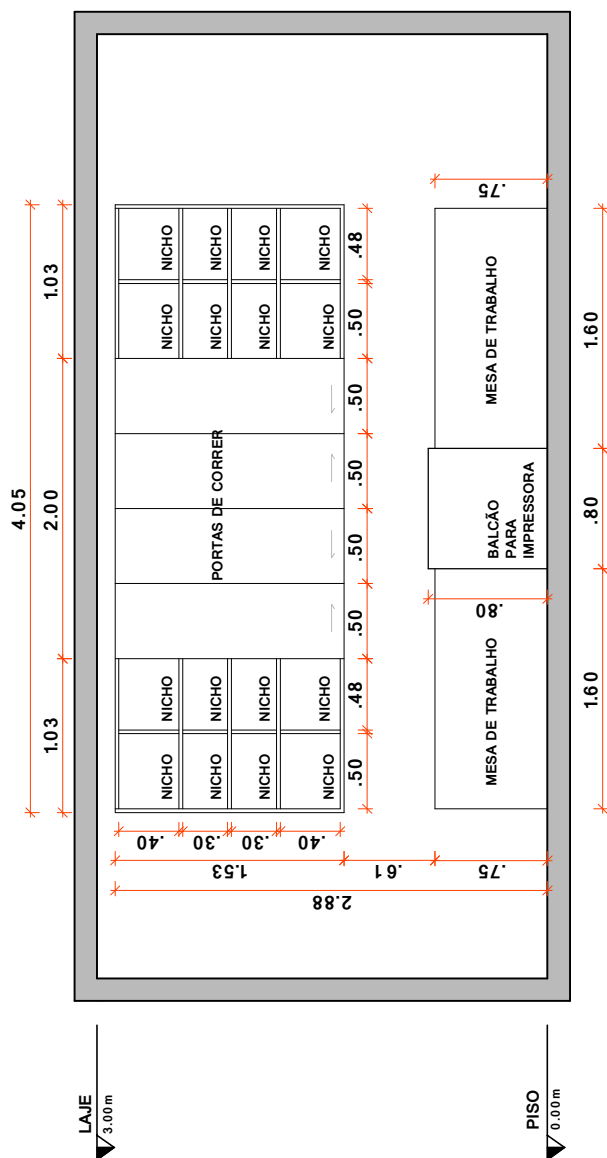 4.05
1.03
2.00
1.03
LAJE
3.00m
.40
NICHO
NICHO
NICHO
NICHO
.30
NICHO
NICHO
NICHO
NICHO
PORTAS DE CORRER
.30
NICHO
NICHO
NICHO
NICHO
.40
NICHO
NICHO
NICHO
NICHO
1.53
2.88
.50
.48
.50
.50
.50
.50
.50
.48
.61
.75
MESA DE TRABALHO
.80
BALCÃO
PARA
IMPRESSORA
MESA DE TRABALHO
.75
PISO
0.00m
1.60
.80
1.60